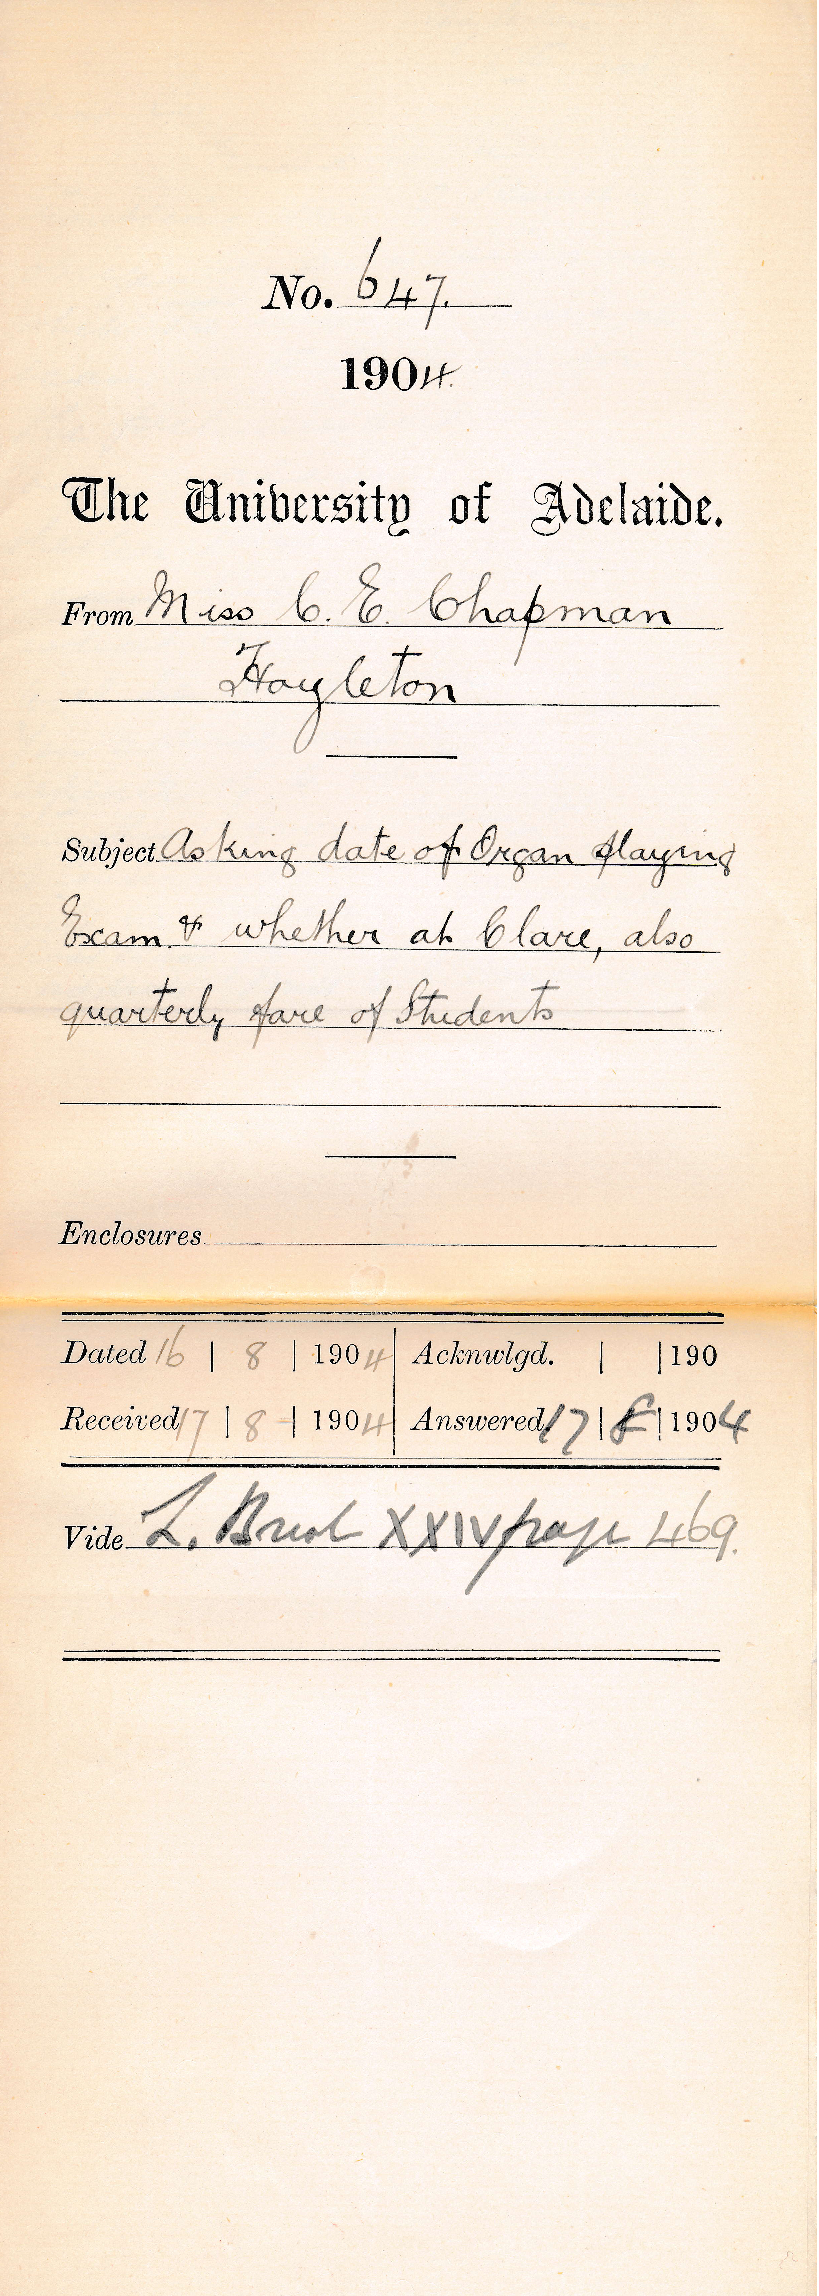 No. 647.
1904.
The University of Adelaide.
From Miss C. E. Chapman
Hoyleton
Subject Asking date of Organ playing
Exam. & whether at Clare, also
quarterly fare of Students
Enclosures
Dated 16 | 8 | 1904 Acknwlgd. | | 190
Received 17 | 8 | 1904 Answered 17 | 8 | 1904
Vide L. Book XXIV page 469.